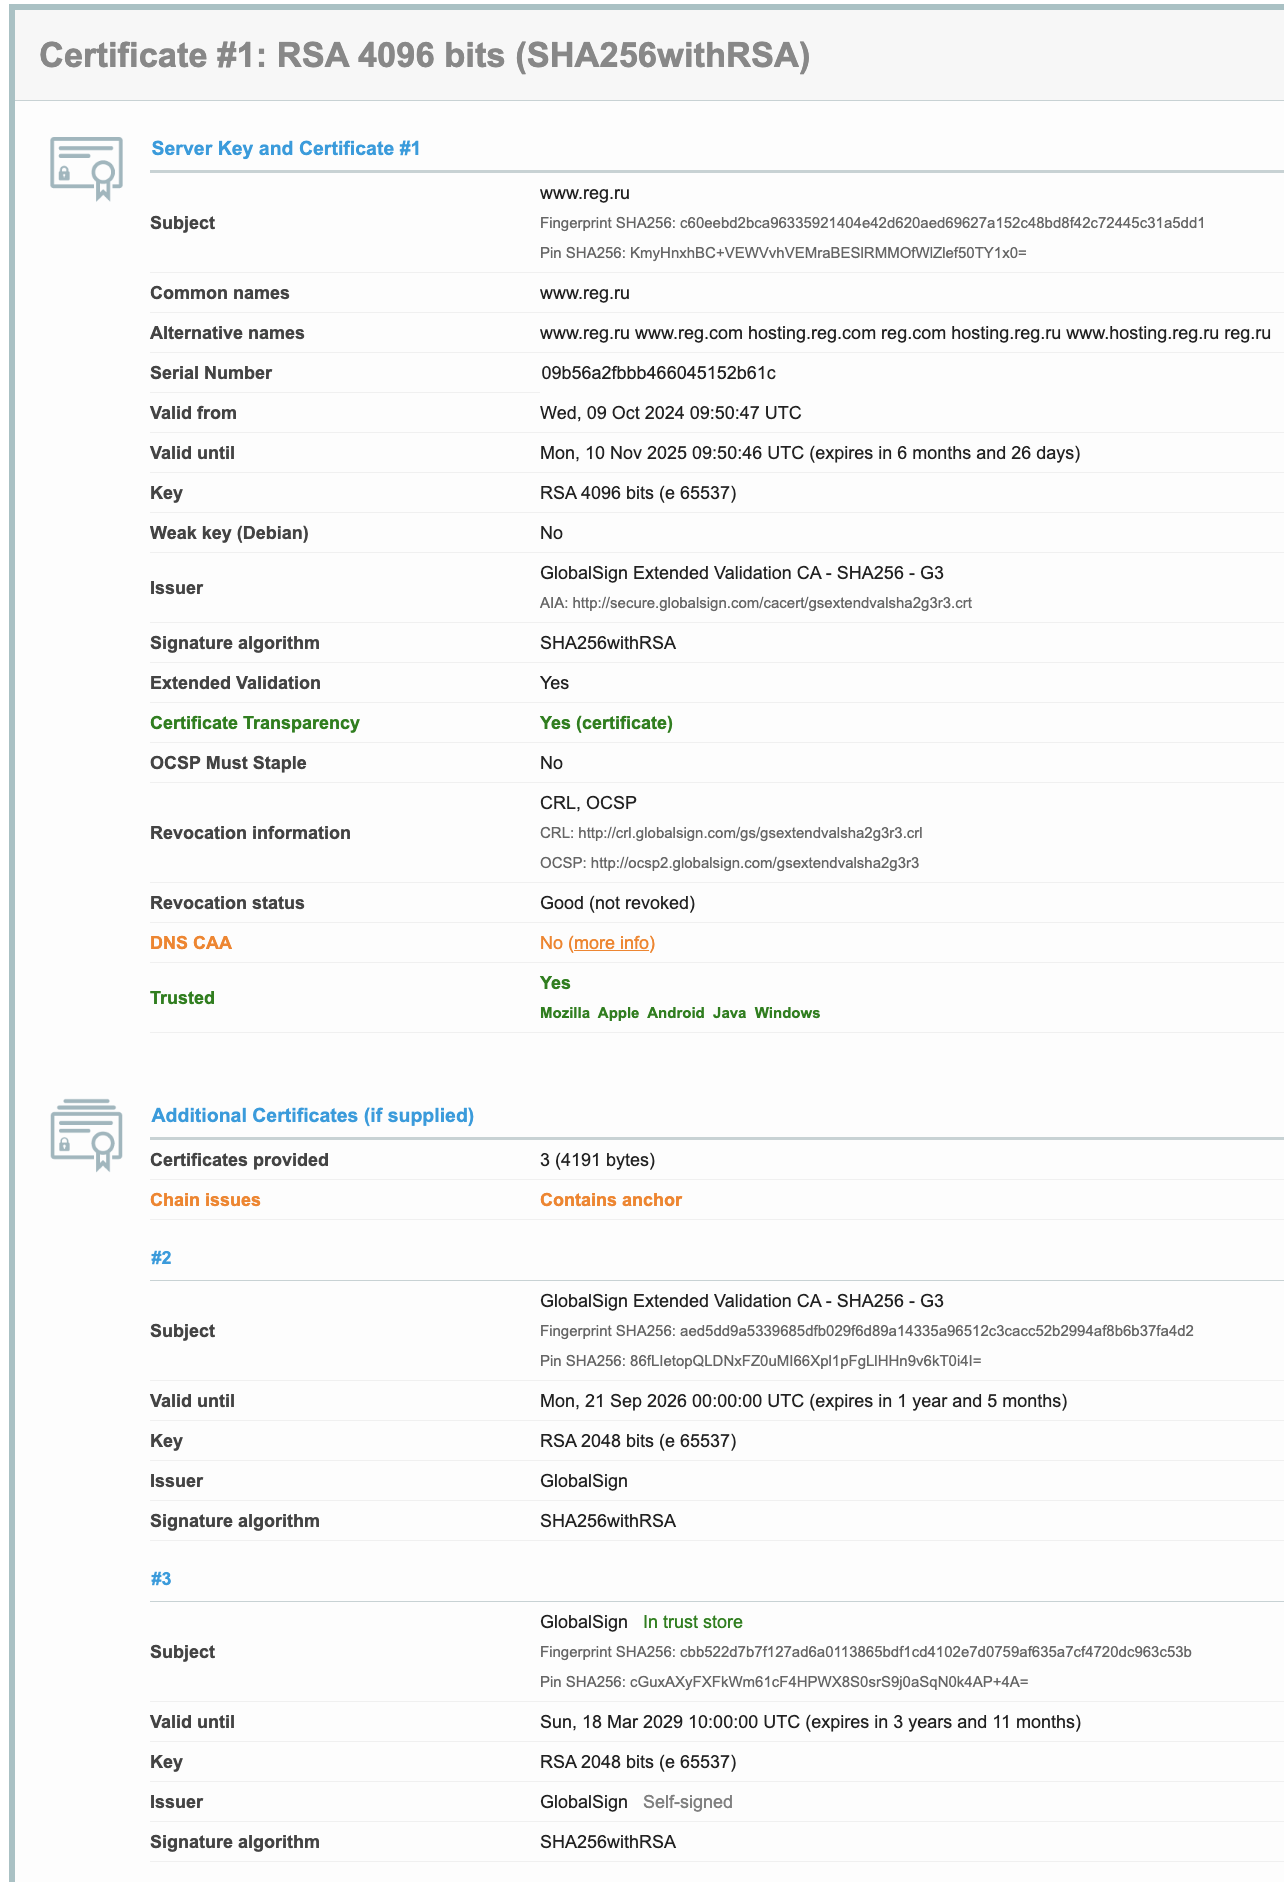 Certificate #1: RSA 4096 bits (SHA256withRSA)
Server Key and Certificate #1
Subject
www.reg.ru
Fingerprint SHA256: c60eebd2bca96335921404e42d620aed69627a152c48bd8f42c72445c31a5dd1
Pin SHA256: KmyHnxhBC+VEWVvhVEMraBESlRMMOfWlZlef50TY1x0=
Common names www.reg.ru
Alternative names www.reg.ru www.reg.com hosting.reg.com reg.com hosting.reg.ru www.hosting.reg.ru reg.ru
Serial Number 09b56a2fbbb466045152b61c
Valid from Wed, 09 Oct 2024 09:50:47 UTC
Valid until Mon, 10 Nov 2025 09:50:46 UTC (expires in 6 months and 26 days)
Key RSA 4096 bits (e 65537)
Weak key (Debian) No
Issuer
GlobalSign Extended Validation CA - SHA256 - G3
AIA: http://secure.globalsign.com/cacert/gsextendvalsha2g3r3.crt
Signature algorithm SHA256withRSA
Extended Validation Yes
Certificate Transparency Yes (certificate)
OCSP Must Staple No
Revocation information
CRL, OCSP
CRL: http://crl.globalsign.com/gs/gsextendvalsha2g3r3.crl
OCSP: http://ocsp2.globalsign.com/gsextendvalsha2g3r3
Revocation status Good (not revoked)
DNS CAA No (more info)
Trusted
Yes
Mozilla Apple Android Java Windows
Additional Certificates (if supplied)
Certificates provided 3 (4191 bytes)
Chain issues Contains anchor
#2
Subject
GlobalSign Extended Validation CA - SHA256 - G3
Fingerprint SHA256: aed5dd9a5339685dfb029f6d89a14335a96512c3cacc52b2994af8b6b37fa4d2
Pin SHA256: 86fLIetopQLDNxFZ0uMI66Xpl1pFgLlHHn9v6kT0i4I=
Valid until Mon, 21 Sep 2026 00:00:00 UTC (expires in 1 year and 5 months)
Key RSA 2048 bits (e 65537)
Issuer GlobalSign
Signature algorithm SHA256withRSA
#3
Subject
GlobalSign In trust store
Fingerprint SHA256: cbb522d7b7f127ad6a0113865bdf1cd4102e7d0759af635a7cf4720dc963c53b
Pin SHA256: cGuxAXyFXFkWm61cF4HPWX8S0srS9j0aSqN0k4AP+4A=
Valid until Sun, 18 Mar 2029 10:00:00 UTC (expires in 3 years and 11 months)
Key RSA 2048 bits (e 65537)
Issuer GlobalSign Self-signed
Signature algorithm SHA256withRSA